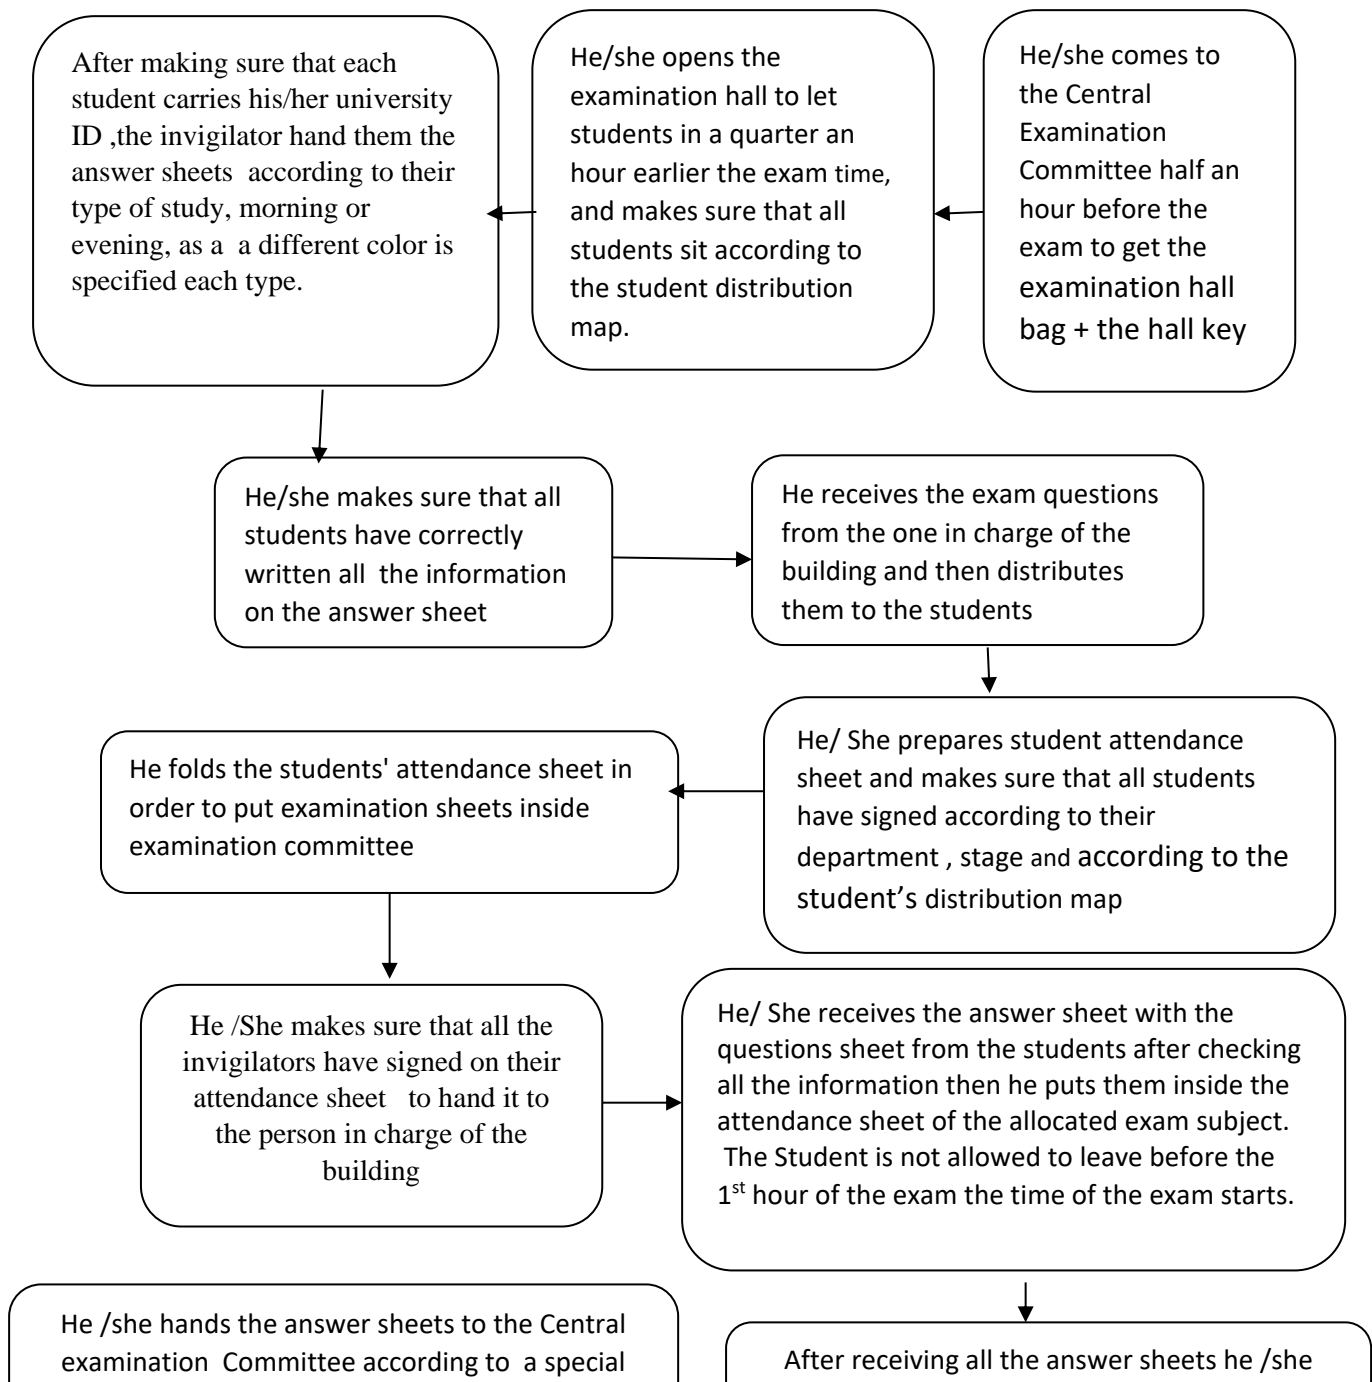 He/she comes to
the Central
Examination
Committee half an
hour before the
exam to get the
examination hall
bag + the hall key
He/she opens the
examination hall to let
students in a quarter an
hour earlier the exam time,
and makes sure that all
students sit according to
the student distribution
map.
After making sure that each
student carries his/her university
ID ,the invigilator hand them the
answer sheets  according to their
type of study, morning or
evening, as a  a different color is
specified each type.
He/she makes sure that all
students have correctly
written all  the information
on the answer sheet
He receives the exam questions
from the one in charge of the
building and then distributes
them to the students
He/ She prepares student attendance
sheet and makes sure that all students
have signed according to their
department , stage and according to the
student’s distribution map
He folds the students' attendance sheet in
order to put examination sheets inside
examination committee
He /She makes sure that all the
invigilators have signed on their
attendance sheet   to hand it to
the person in charge of the
building
He/ She receives the answer sheet with the
questions sheet from the students after checking
all the information then he puts them inside the
attendance sheet of the allocated exam subject.
The Student is not allowed to leave before the
1st hour of the exam the time of the exam starts.
After receiving all the answer sheets he /she
He /she hands the answer sheets to the Central
examination  Committee according to  a special